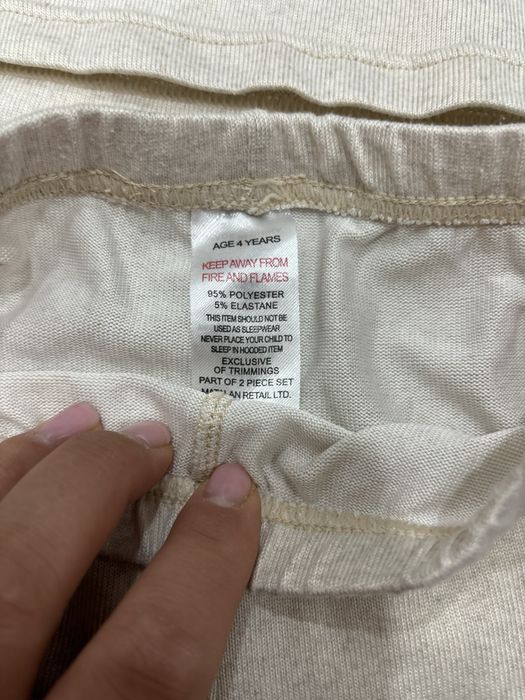 AGE 4 YEARS
KEEP AWAY FROM
FIRE AND FLAMES
95% POLYESTER
5% ELASTANE
THIS ITEM SHOULD NOT BE
USED AS SLEEPWEAR
NEVER PLACE YOUR CHILD TO
SLEEP IN HOODED ITEM
EXCLUSIVE
OF TRIMMINGS
PART OF 2 PIECE SET
RETAIL LTD.